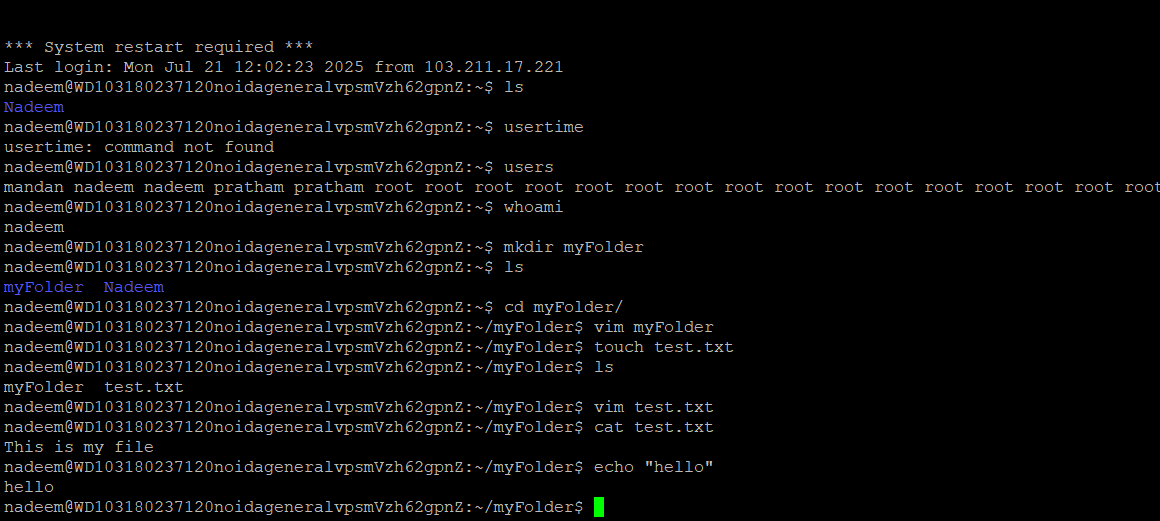 *** System restart required ***
Last login: Mon Jul 21 12:02:23 2025 from 103.211.17.221
nadeem@WD103180237120noidageneralvpsmVzh62gpnZ:~$ ls
Nadeem
nadeem@WD103180237120noidageneralvpsmVzh62gpnZ:~$ usertime
usertime: command not found
nadeem@WD103180237120noidageneralvpsmVzh62gpnZ:~$ users
mandan nadeem nadeem pratham pratham root root root root root root root root root root root root root root root root
nadeem@WD103180237120noidageneralvpsmVzh62gpnZ:~$ whoami
nadeem
nadeem@WD103180237120noidageneralvpsmVzh62gpnZ:~$ mkdir myFolder
nadeem@WD103180237120noidageneralvpsmVzh62gpnZ:~$ ls
myFolder  Nadeem
nadeem@WD103180237120noidageneralvpsmVzh62gpnZ:~$ cd myFolder/
nadeem@WD103180237120noidageneralvpsmVzh62gpnZ:~/myFolder$ vim myFolder
nadeem@WD103180237120noidageneralvpsmVzh62gpnZ:~/myFolder$ touch test.txt
nadeem@WD103180237120noidageneralvpsmVzh62gpnZ:~/myFolder$ ls
myFolder  test.txt
nadeem@WD103180237120noidageneralvpsmVzh62gpnZ:~/myFolder$ vim test.txt
nadeem@WD103180237120noidageneralvpsmVzh62gpnZ:~/myFolder$ cat test.txt
This is my file
nadeem@WD103180237120noidageneralvpsmVzh62gpnZ:~/myFolder$ echo "hello"
hello
nadeem@WD103180237120noidageneralvpsmVzh62gpnZ:~/myFolder$